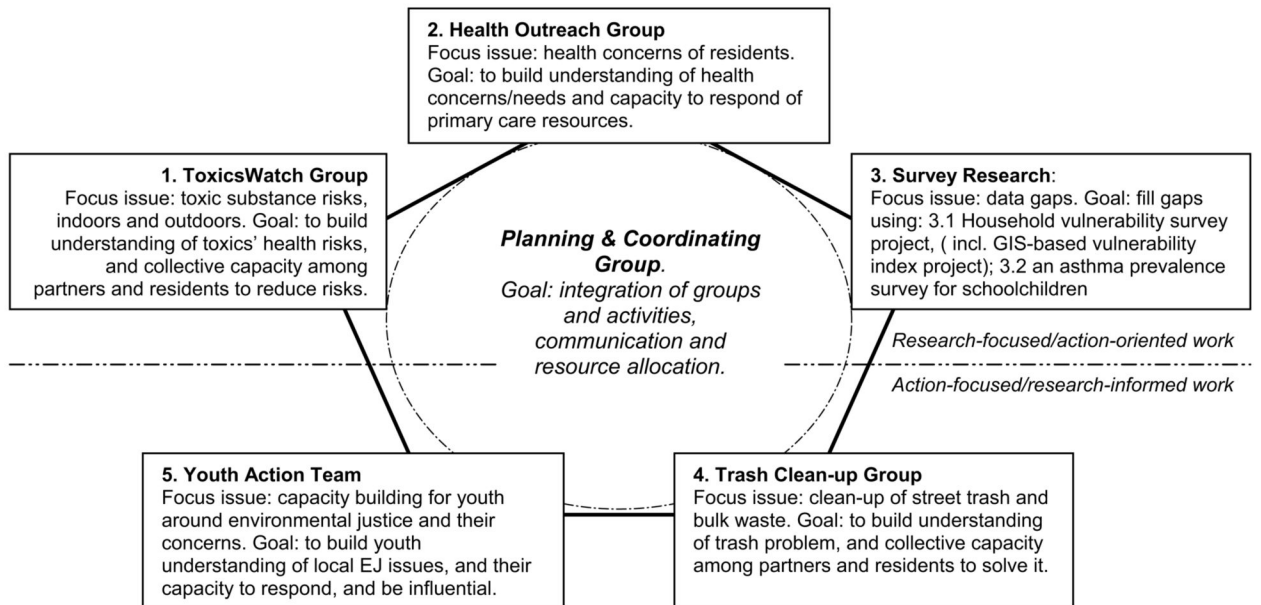 2. Health Outreach Group
Focus issue: health concerns of residents.
Goal: to build understanding of health
concerns/needs and capacity to respond of
primary care resources.
1. ToxicsWatch Group
Focus issue: toxic substance risks,
indoors and outdoors. Goal: to build
understanding of toxics’ health risks,
and collective capacity among
partners and residents to reduce risks.
3. Survey Research:
Focus issue: data gaps. Goal: fill gaps
using: 3.1 Household vulnerability survey
project, ( incl. GIS-based vulnerability
index project); 3.2 an asthma prevalence
survey for schoolchildren
Planning & Coordinating
Group.
Goal: integration of groups
and activities,
communication and
resource allocation.
Research-focused/action-oriented work
Action-focused/research-informed work
5. Youth Action Team
Focus issue: capacity building for youth
around environmental justice and their
concerns. Goal: to build youth
understanding of local EJ issues, and their
capacity to respond, and be influential.
4. Trash Clean-up Group
Focus issue: clean-up of street trash and
bulk waste. Goal: to build understanding
of trash problem, and collective capacity
among partners and residents to solve it.